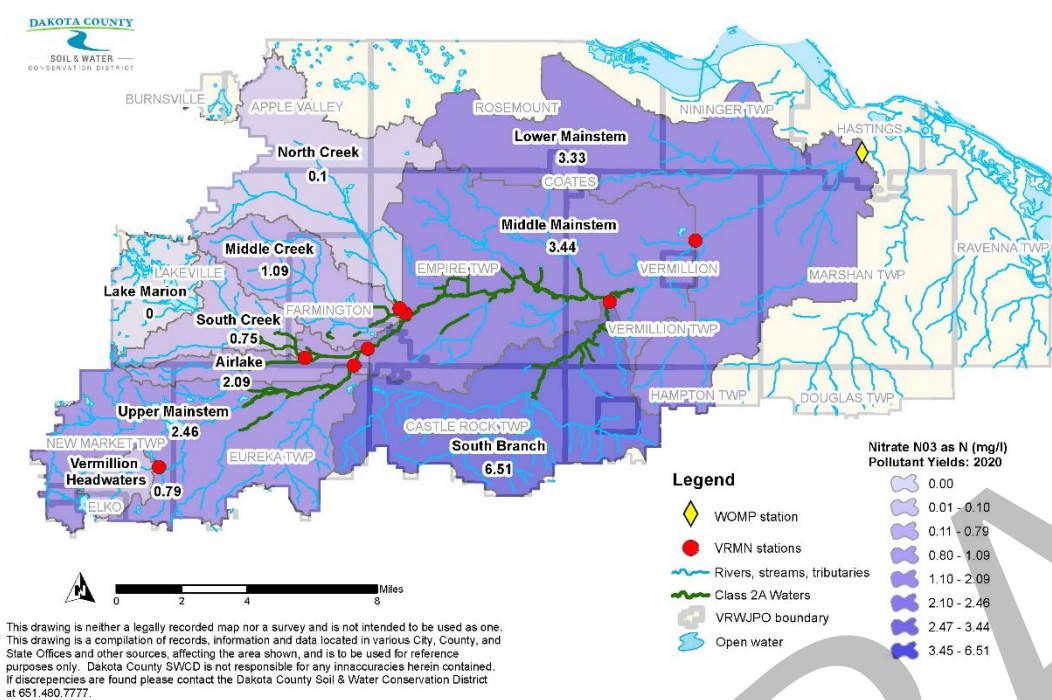 DAKOTA COUNTY
SOIL & WATER
CONSERVATION DISTRICT
BURNSVILLE
APPLE VALLEY
ROSEMOUNT
NININGER TWP
HASTINGS
North Creek
0.1
Lower Mainstem
3.33
COATES
Middle Creek
1.09
Middle Mainstem
3.44
LAKEVILLE
EMPIRE TWP
VERMILLION
MARSHAN TWP
RAVENNA TWP
Lake Marion
0
FARMINGTON
South Creek
0.75
VERMILLION TWP
Airlake
2.09
HAMPTON TWP
DOUGLAS TWP
Upper Mainstem
2.46
CASTLE ROCK TWP
South Branch
6.51
NEW MARKET TWP
EUREKA TWP
Vermillion
Headwaters
0.79
ELKO
Legend
WOMP station
VRMN stations
Rivers, streams, tributaries
Class 2A Waters
VRWJPO boundary
Open water
Nitrate N03 as N (mg/l)
Pollutant Yields: 2020
0.00
0.01 - 0.10
0.11 - 0.79
0.80 - 1.09
1.10 - 2.09
2.10 - 2.46
2.47 - 3.44
3.45 - 6.51
N
Miles
0 2 4 8
This drawing is neither a legally recorded map nor a survey and is not intended to be used as one.
This drawing is a compilation of records, information and data located in various City, County, and
State Offices and other sources, affecting the area shown, and is to be used for reference
purposes only. Dakota County SWCD is not responsible for any innaccuracies herein contained.
If discrepencies are found please contact the Dakota County Soil & Water Conservation District
at 651.480.7777.